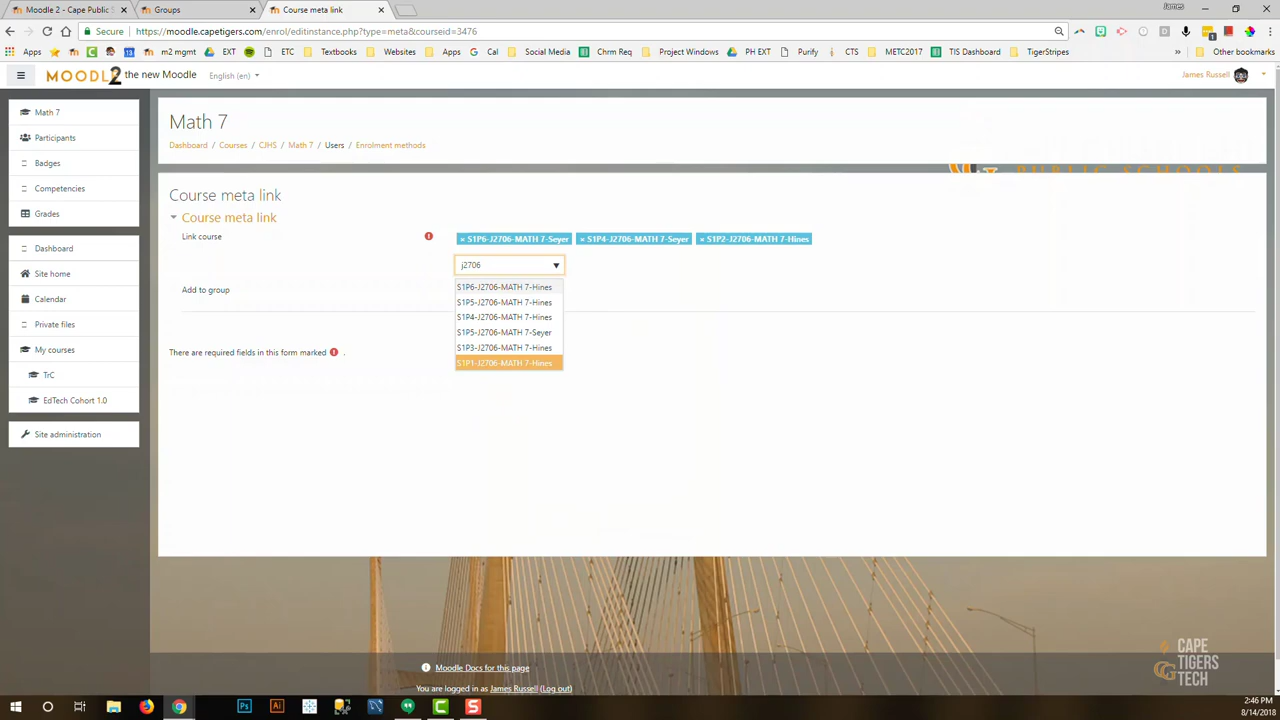 Moodle 2 - Cape Public S
Groups
Course meta link
James
Secure
https://moodle.capetigers.com/enrol/editinstance.php?type=meta&courseid=3476
Apps
m2 mgmt
EXT
ETC
Textbooks
Websites
Apps
Cal
Social Media
Chrm Req
Project Windows
PH EXT
Purify
CTS
METC2017
TIS Dashboard
TigerStripes
»
Other bookmarks
MOODL2 the new Moodle
English (en)
James Russell
Math 7
Participants
Badges
Competencies
Grades
Dashboard
Site home
Calendar
Private files
My courses
TrC
EdTech Cohort 1.0
Site administration
Math 7
Dashboard / Courses / CJHS / Math 7 / Users / Enrolment methods
PUBLIC SCHOOLS
Course meta link
Course meta link
Link course
× S1P6-J2706-MATH 7-Seyer
× S1P4-J2706-MATH 7-Seyer
× S1P2-J2706-MATH 7-Hines
j2706
S1P6-J2706-MATH 7-Hines
S1P5-J2706-MATH 7-Hines
S1P4-J2706-MATH 7-Hines
S1P5-J2706-MATH 7-Seyer
S1P3-J2706-MATH 7-Hines
S1P1-J2706-MATH 7-Hines
Add to group
There are required fields in this form marked .
Moodle Docs for this page
You are logged in as James Russell (Log out)
CAPE
TIGERS
TECH
2:46 PM
8/14/2018